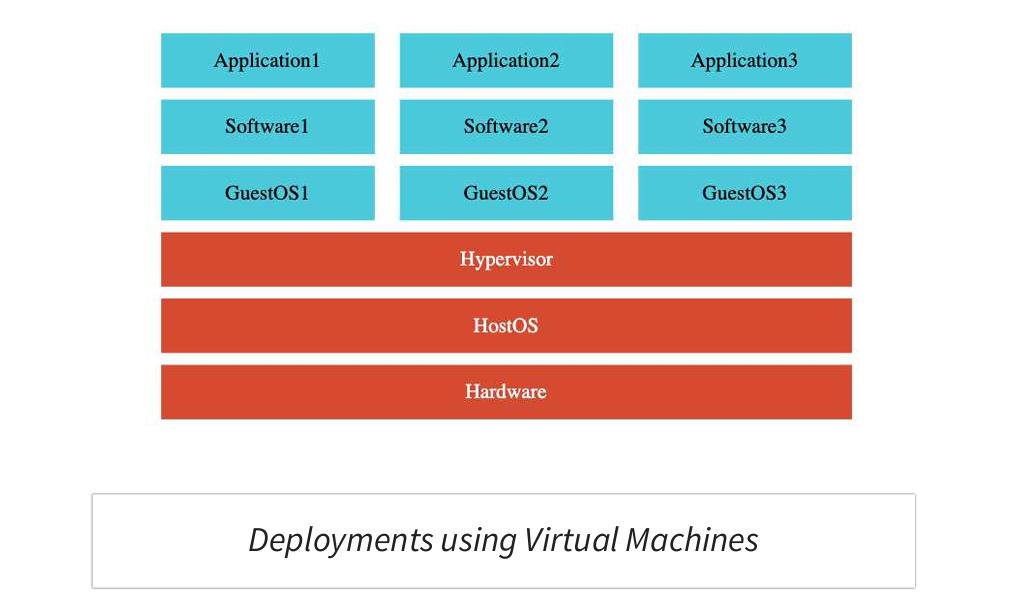 Application1 Application2 Application3
Software1 Software2 Software3
GuestOS1 GuestOS2 GuestOS3
Hypervisor
HostOS
Hardware
Deployments using Virtual Machines